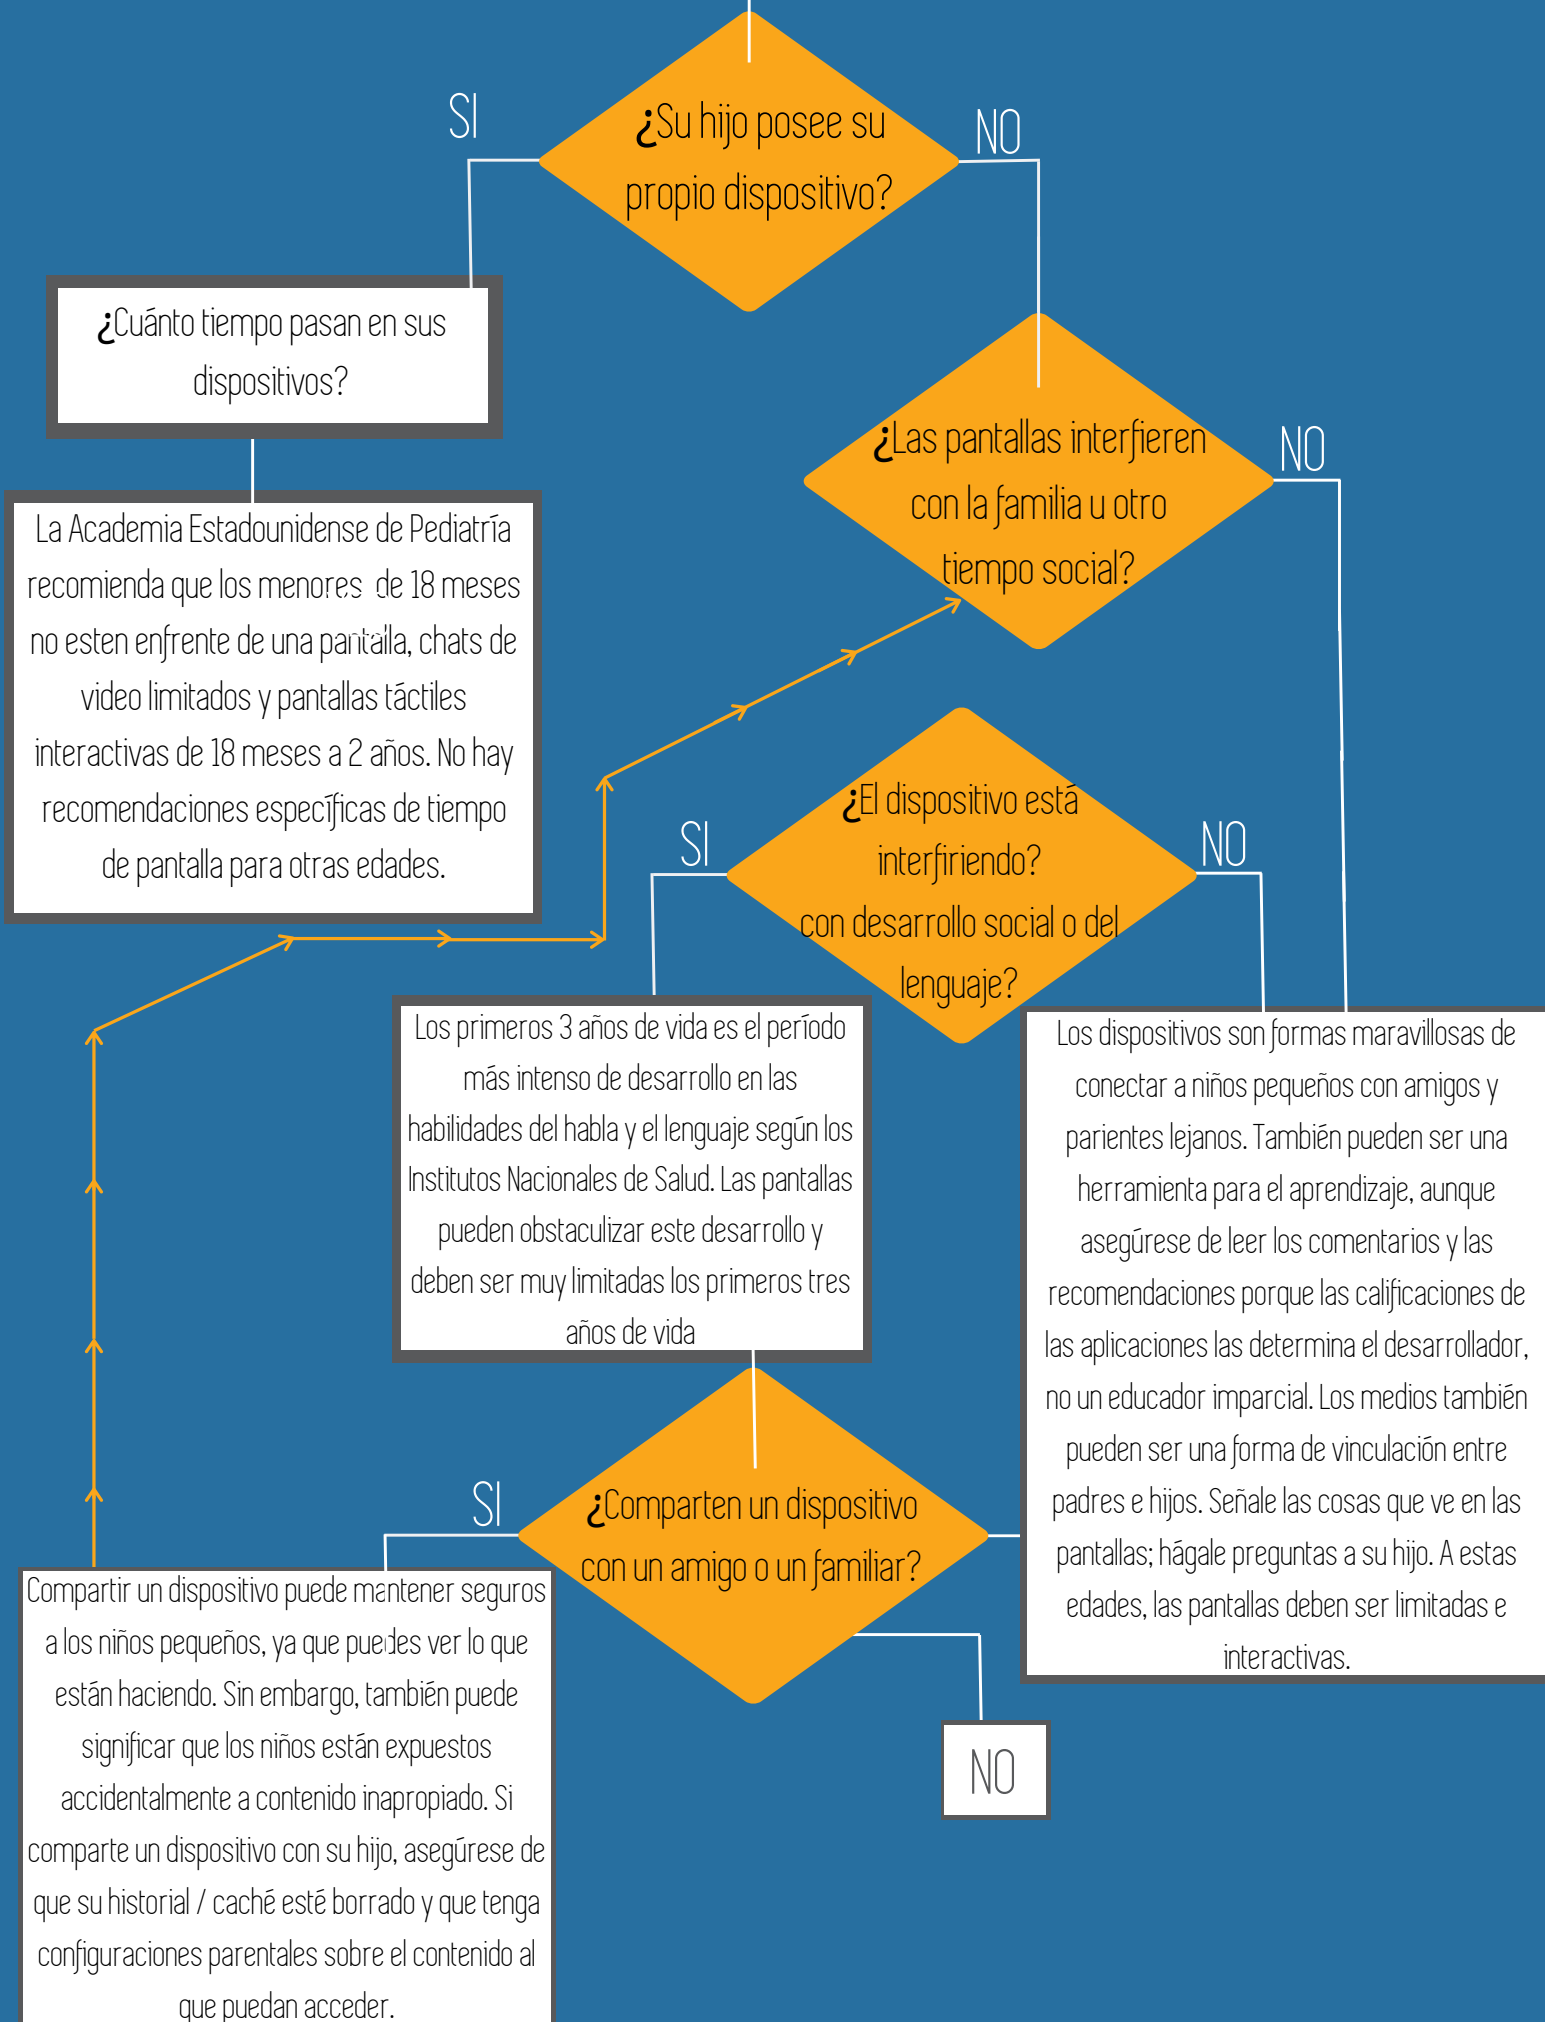 SI
¿Su hijo posee su
propio dispositivo?
NO
¿Cuánto tiempo pasan en sus
dispositivos?
¿Las pantallas interfieren
con la familia u otro
tiempo social?
NO
La Academia Estadounidense de Pediatría
recomienda que los menores de 18 meses
no esten enfrente de una pantalla, chats de
video limitados y pantallas táctiles
interactivas de 18 meses a 2 años. No hay
recomendaciones específicas de tiempo
de pantalla para otras edades.
SI
¿El dispositivo está
interfiriendo?
con desarrollo social o del
lenguaje?
NO
Los primeros 3 años de vida es el período
más intenso de desarrollo en las
habilidades del habla y el lenguaje según los
Institutos Nacionales de Salud. Las pantallas
pueden obstaculizar este desarrollo y
deben ser muy limitadas los primeros tres
años de vida
Los dispositivos son formas maravillosas de
conectar a niños pequeños con amigos y
parientes lejanos. También pueden ser una
herramienta para el aprendizaje, aunque
asegúrese de leer los comentarios y las
recomendaciones porque las calificaciones de
las aplicaciones las determina el desarrollador,
no un educador imparcial. Los medios también
pueden ser una forma de vinculación entre
padres e hijos. Señale las cosas que ve en las
pantallas; hágale preguntas a su hijo. A estas
edades, las pantallas deben ser limitadas e
interactivas.
SI
¿Comparten un dispositivo
con un amigo o un familiar?
NO
Compartir un dispositivo puede mantener seguros
a los niños pequeños, ya que puedes ver lo que
están haciendo. Sin embargo, también puede
significar que los niños están expuestos
accidentalmente a contenido inapropiado. Si
comparte un dispositivo con su hijo, asegúrese de
que su historial / caché esté borrado y que tenga
configuraciones parentales sobre el contenido al
que puedan acceder.